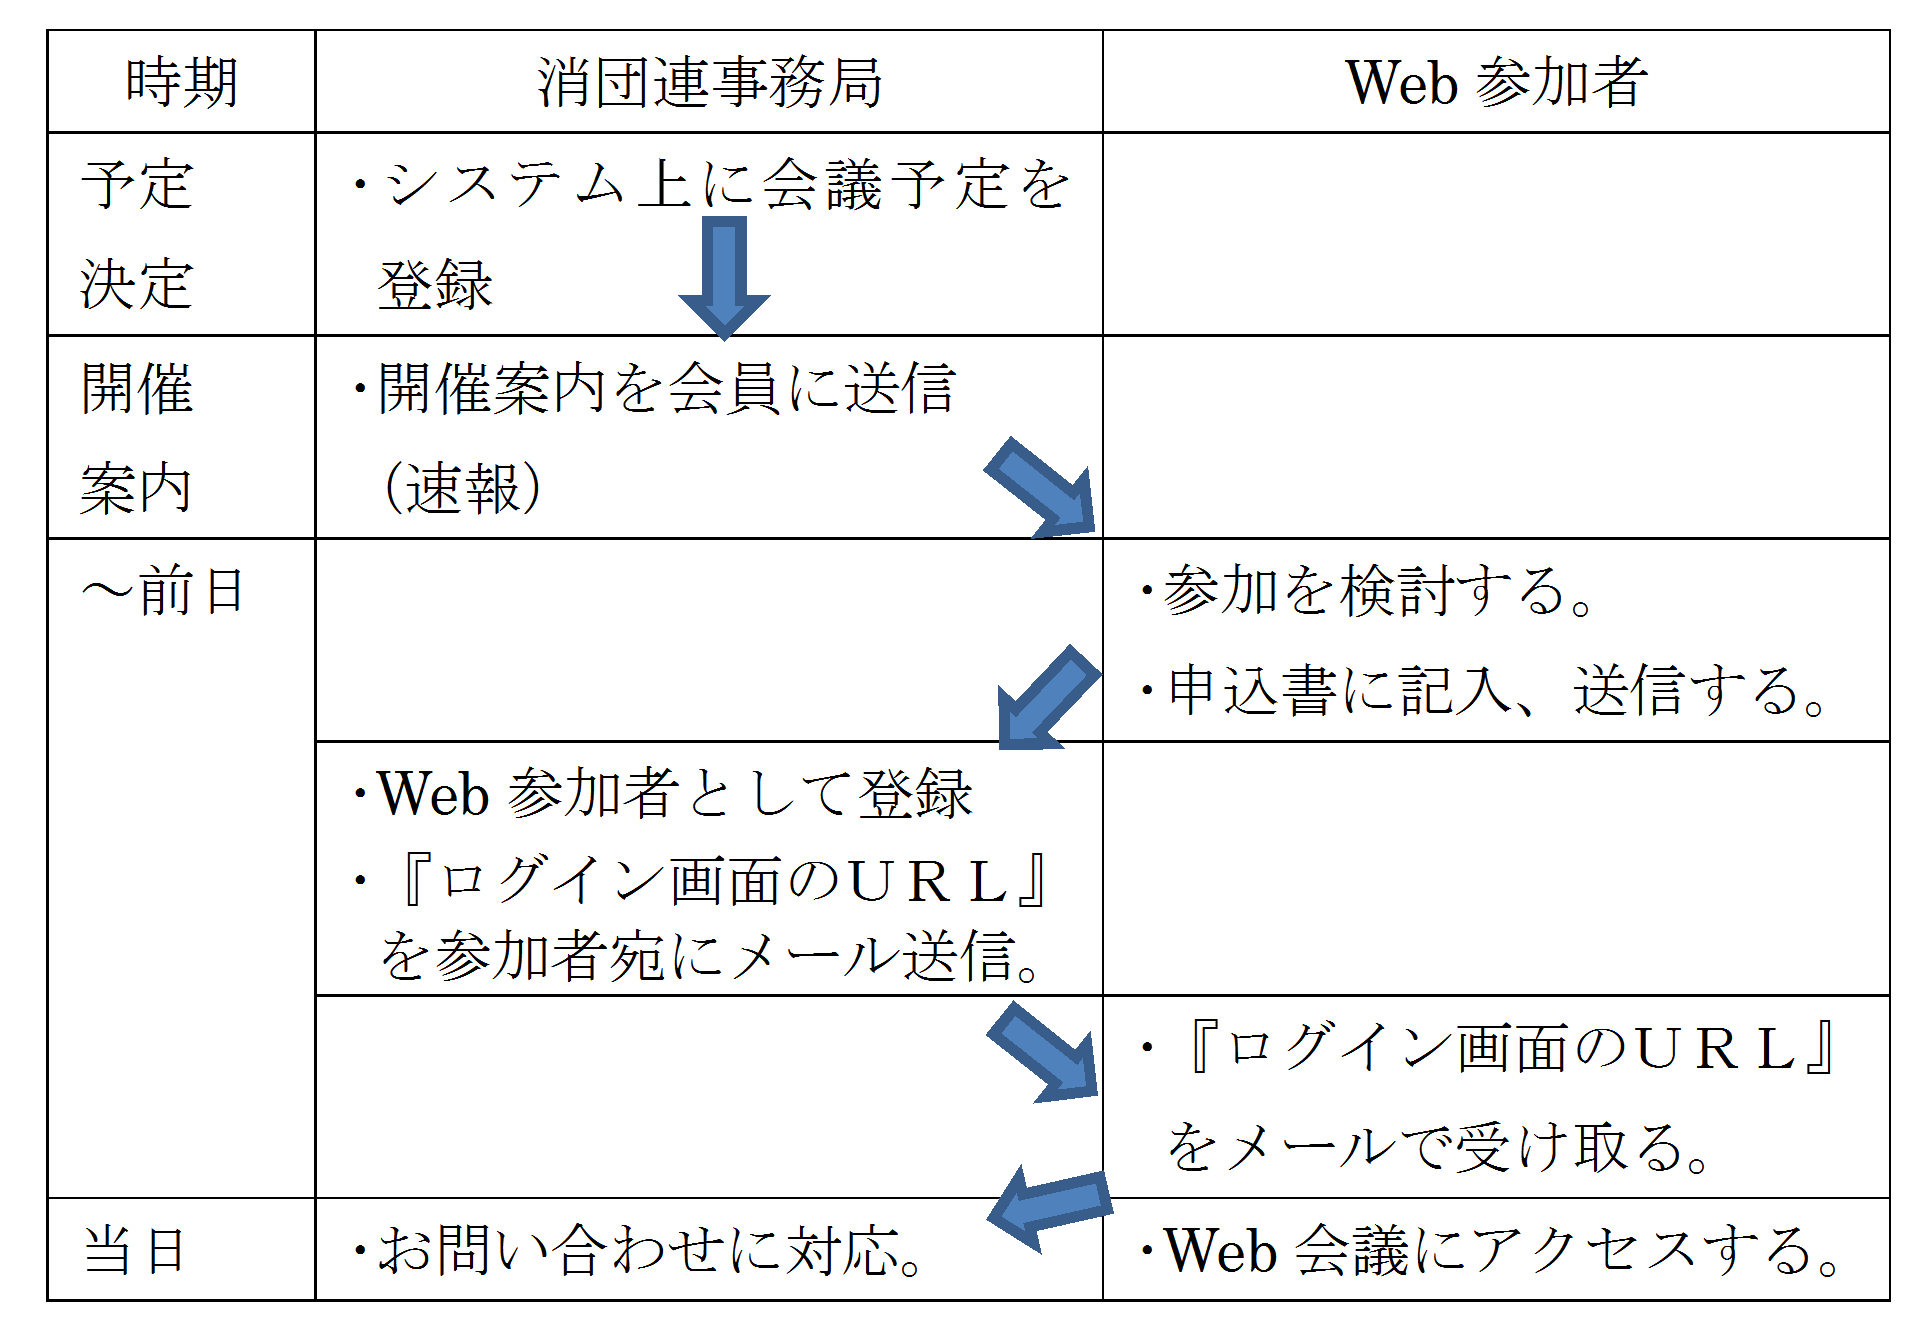 時期 消団連事務局 Web 参加者
予定
決定
・システム上に会議予定を
登録
開催
案内
・開催案内を会員に送信
（速報）
～前日
・参加を検討する。
・申込書に記入、送信する。
・Web 参加者として登録
・『ログイン画面のＵＲＬ』
を参加者宛にメール送信。
・『ログイン画面のＵＲＬ』
をメールで受け取る。
当日
・お問い合わせに対応。
・Web 会議にアクセスする。